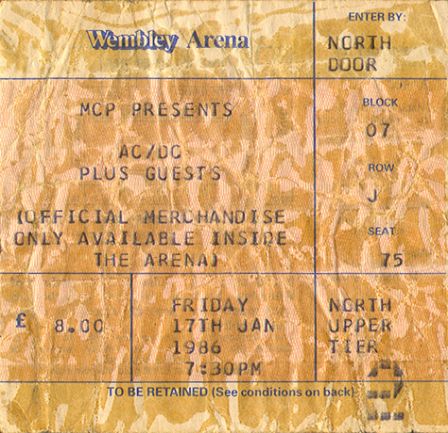 Wembley Arena
ENTER BY:
NORTH
DOOR
MCP PRESENTS
AC/DC
PLUS GUESTS
(OFFICIAL MERCHANDISE
ONLY AVAILABLE INSIDE
THE ARENA)
BLOCK
07
ROW
J
SEAT
75
£ 8.00
FRIDAY
17TH JAN
1986
7:30PM
NORTH
UPPER
TIER
TO BE RETAINED (See conditions on back)